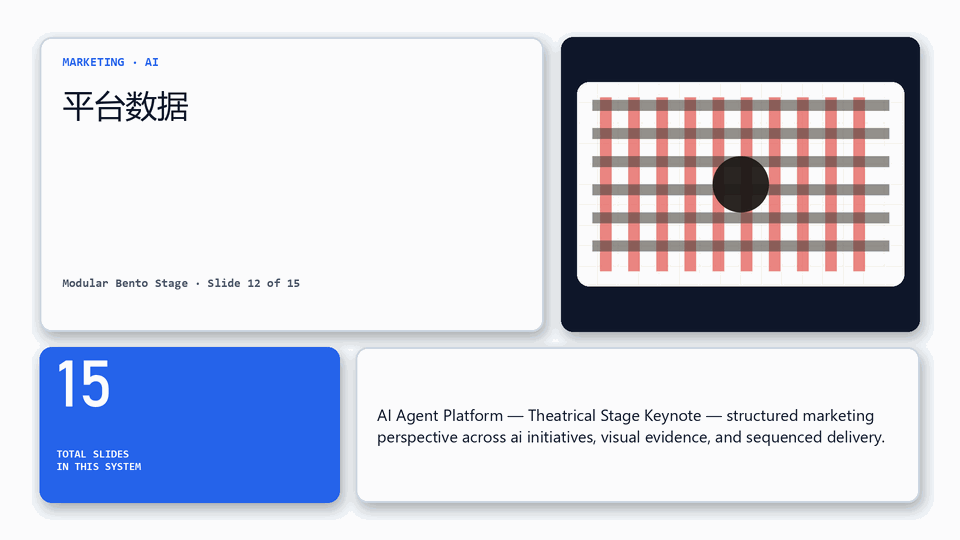 MARKETING · AI
平台数据
Modular Bento Stage · Slide 12 of 15
15
TOTAL SLIDES
IN THIS SYSTEM
AI Agent Platform — Theatrical Stage Keynote — structured marketing
perspective across ai initiatives, visual evidence, and sequenced delivery.